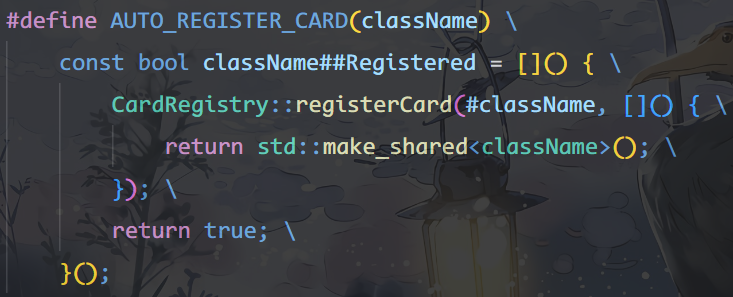 #define AUTO_REGISTER_CARD(className) \
    const bool className##Registered = []() { \
        CardRegistry::registerCard(#className, []() { \
            return std::make_shared<className>(); \
        }); \
        return true; \
    }();